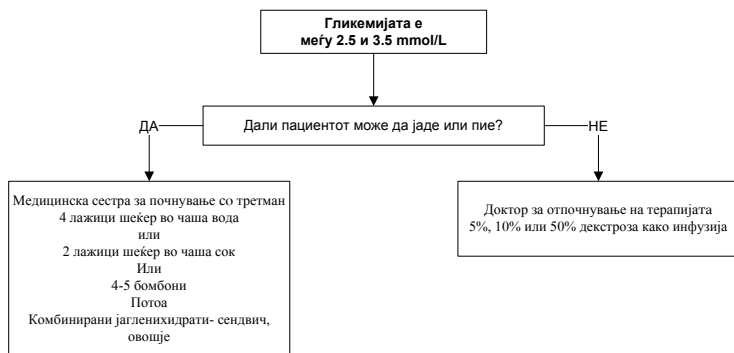 Гликемијата е
меѓу 2.5 и 3.5 mmol/L
Дали пациентот може да јаде или пие?
ДА
НЕ
Медицинска сестра за почнување со третман
4 лажици шеќер во чаша вода
или
2 лажици шеќер во чаша сок
Или
4-5 бомбони
Потоа
Комбинирани јагленихидрати- сендвич,
овошје
Доктор за отпочнување на терапијата
5%, 10% или 50% декстроза како инфузија